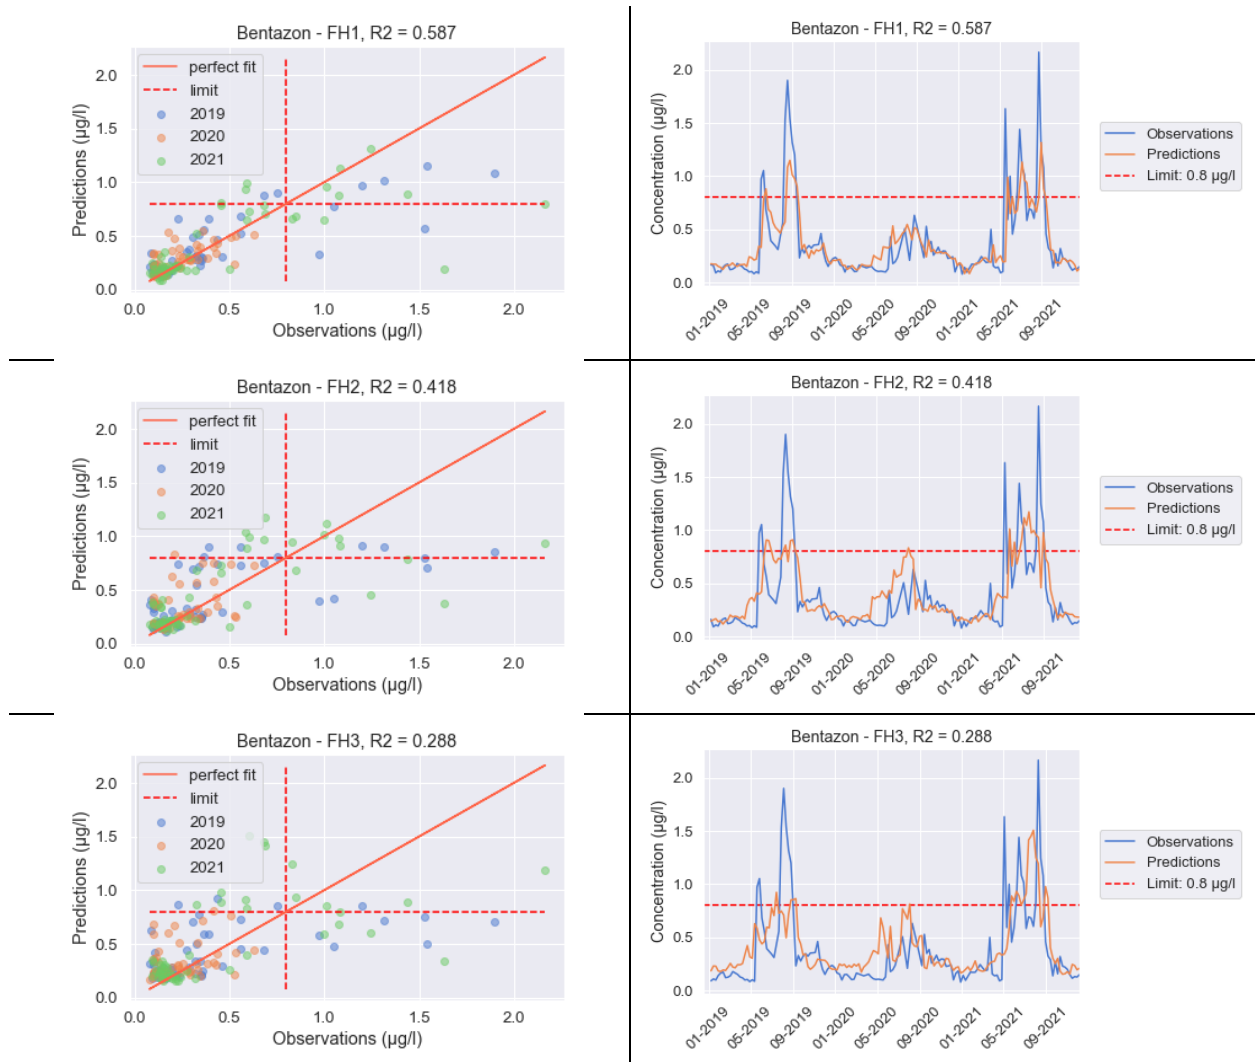 Bentazon - FH1, R2 = 0.587
Predictions (µg/l)
2.0
1.5
1.0
0.5
0.0
perfect fit
limit
2019
2020
2021
0.0 0.5 1.0 1.5 2.0
Observations (µg/l)
Bentazon - FH1, R2 = 0.587
Concentration (µg/l)
2.0
1.5
1.0
0.5
0.0
01-2019 05-2019 09-2019 01-2020 05-2020 09-2020 01-2021 05-2021 09-2021
Observations
Predictions
Limit: 0.8 µg/l
Bentazon - FH2, R2 = 0.418
Predictions (µg/l)
2.0
1.5
1.0
0.5
0.0
perfect fit
limit
2019
2020
2021
0.0 0.5 1.0 1.5 2.0
Observations (µg/l)
Bentazon - FH2, R2 = 0.418
Concentration (µg/l)
2.0
1.5
1.0
0.5
0.0
01-2019 05-2019 09-2019 01-2020 05-2020 09-2020 01-2021 05-2021 09-2021
Observations
Predictions
Limit: 0.8 µg/l
Bentazon - FH3, R2 = 0.288
Predictions (µg/l)
2.0
1.5
1.0
0.5
0.0
perfect fit
limit
2019
2020
2021
0.0 0.5 1.0 1.5 2.0
Observations (µg/l)
Bentazon - FH3, R2 = 0.288
Concentration (µg/l)
2.0
1.5
1.0
0.5
0.0
01-2019 05-2019 09-2019 01-2020 05-2020 09-2020 01-2021 05-2021 09-2021
Observations
Predictions
Limit: 0.8 µg/l